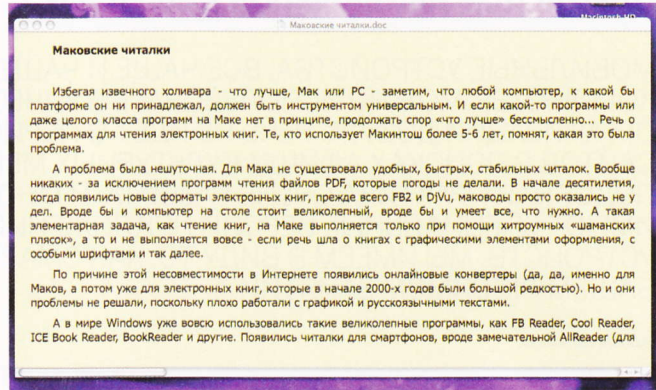 Macintosh HD
Маковские читалки.doc
Маковские читалки
Избегая извечного холивара - что лучше, Мак или PC - заметим, что любой компьютер, к какой бы
платформе он ни принадлежал, должен быть инструментом универсальным. И если какой-то программы или
даже целого класса программ на Маке нет в принципе, продолжать спор «что лучше» бессмысленно... Речь о
программах для чтения электронных книг. Те, кто использует Макинтош более 5-6 лет, помнят, какая это была
проблема.
А проблема была нешуточная. Для Мака не существовало удобных, быстрых, стабильных читалок. Вообще
никаких - за исключением программ чтения файлов PDF, которые погоды не делали. В начале десятилетия,
когда появились новые форматы электронных книг, прежде всего FB2 и DjVu, маководы просто оказались не у
дел. Вроде бы и компьютер на столе стоит великолепный, вроде бы и умеет все, что нужно. А такая
элементарная задача, как чтение книг, на Маке выполняется только при помощи хитроумных «шаманских
плясок», а то и не выполняется вовсе - если речь шла о книгах с графическими элементами оформления, с
особыми шрифтами и так далее.
По причине этой несовместимости в Интернете появились онлайновые конвертеры (да, да, именно для
Маков, а потом уже для электронных книг, которые в начале 2000-х годов были большой редкостью). Но и они
проблемы не решали, поскольку плохо работали с графикой и русскоязычными текстами.
А в мире Windows уже вовсю использовались такие великолепные программы, как FB Reader, Cool Reader,
ICE Book Reader, BookReader и другие. Появились читалки для смартфонов, вроде замечательной AllReader (для